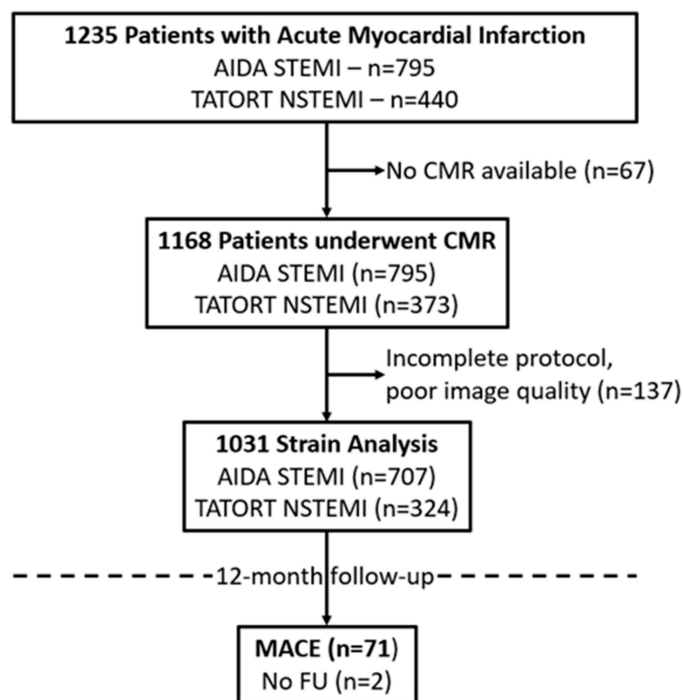 1235 Patients with Acute Myocardial Infarction
AIDA STEMI – n=795
TATORT NSTEMI – n=440
No CMR available (n=67)
1168 Patients underwent CMR
AIDA STEMI (n=795)
TATORT NSTEMI (n=373)
Incomplete protocol,
poor image quality (n=137)
1031 Strain Analysis
AIDA STEMI (n=707)
TATORT NSTEMI (n=324)
12-month follow-up
MACE (n=71)
No FU (n=2)